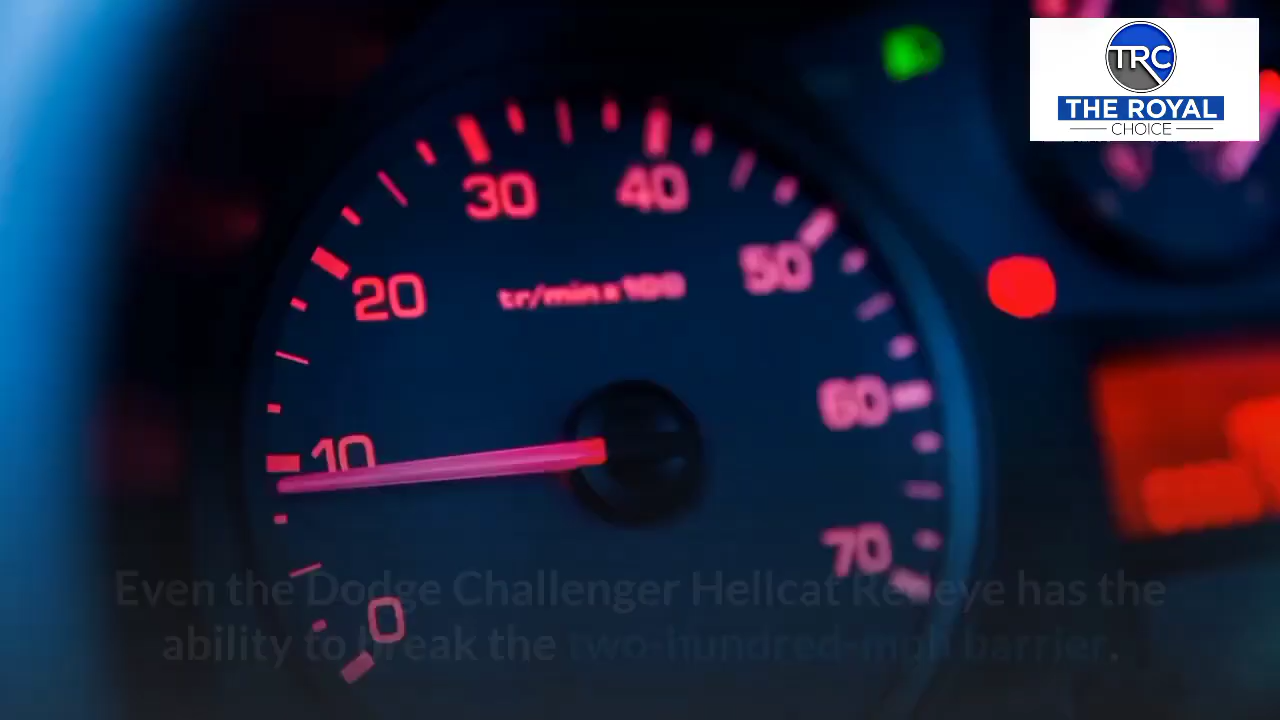 TRC
THE ROYAL
CHOICE
30
40
20
tr/min x 100
50
60
10
70
0
Even the Dodge Challenger Hellcat Redeye has the
ability to break the two-hundred-mph barrier.